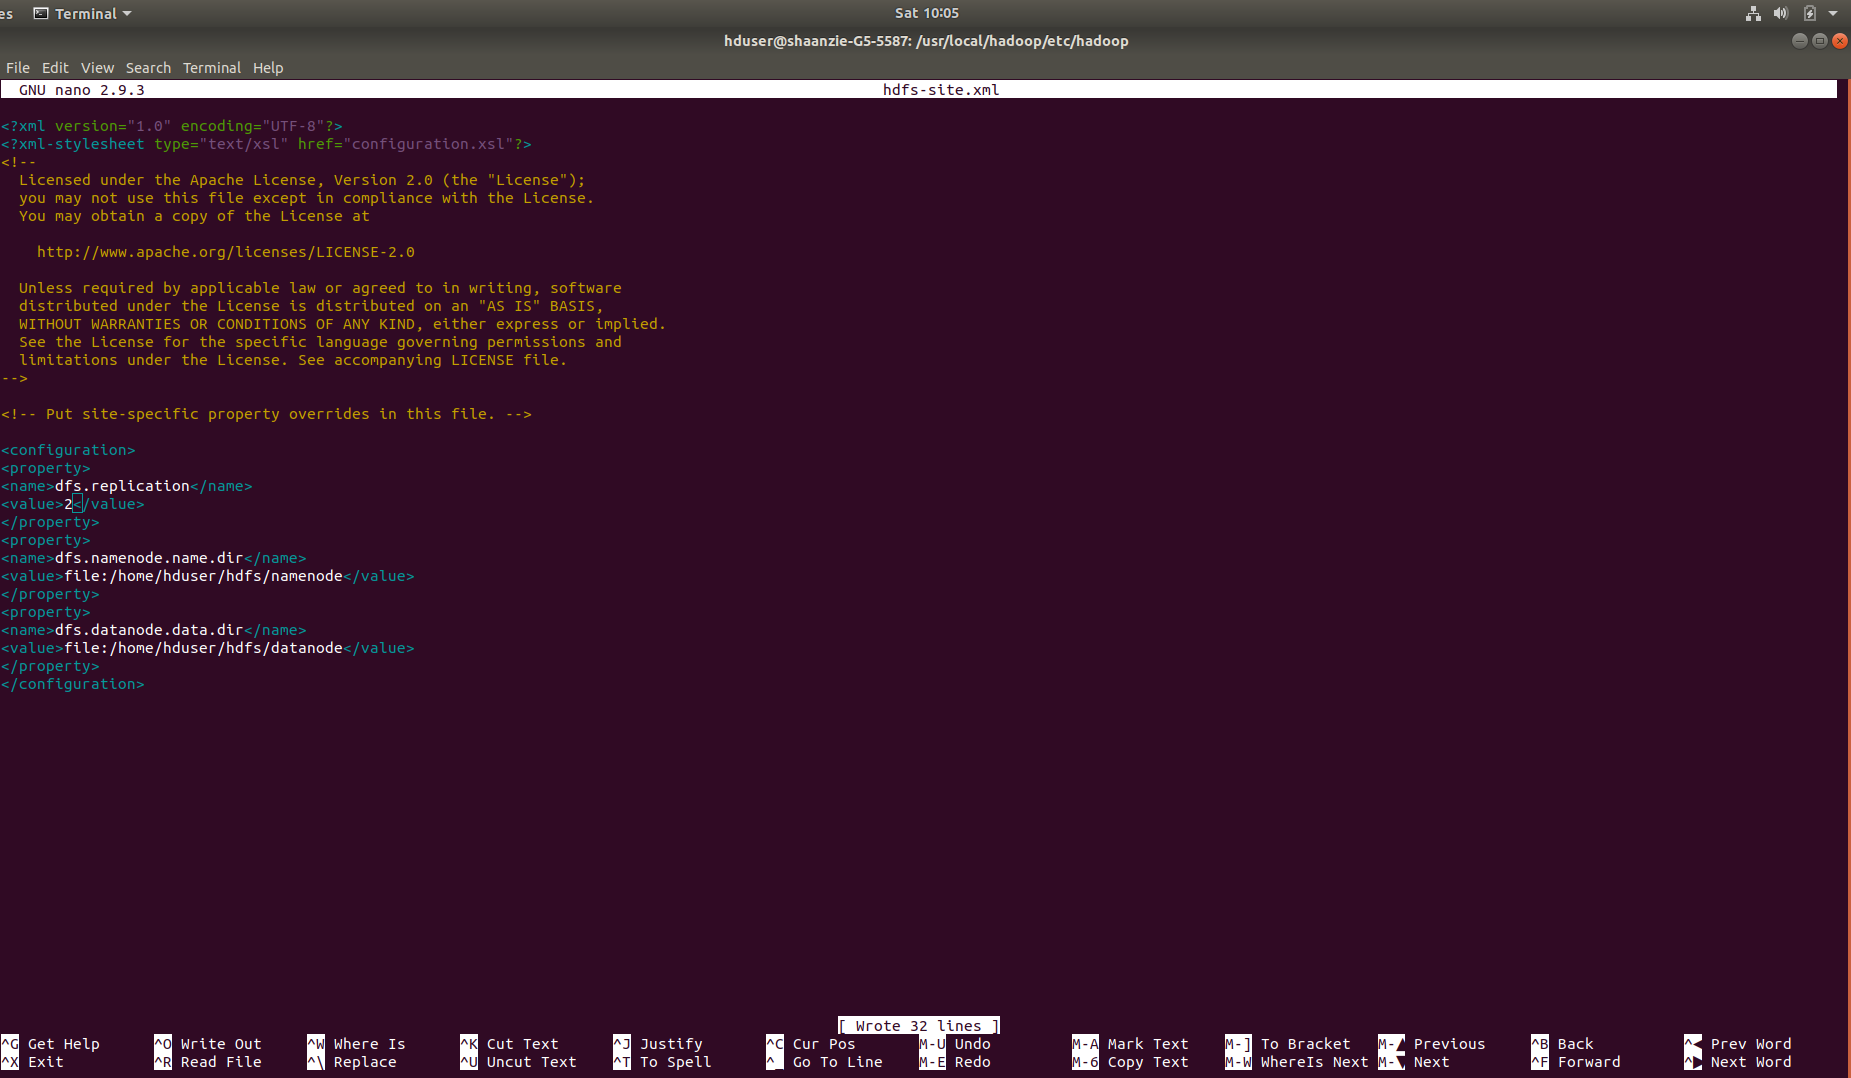 es Terminal Sat 10:05
hduser@shaanzie-G5-5587: /usr/local/hadoop/etc/hadoop
File Edit View Search Terminal Help
GNU nano 2.9.3 hdfs-site.xml
<?xml version="1.0" encoding="UTF-8"?>
<?xml-stylesheet type="text/xsl" href="configuration.xsl"?>
<!--
  Licensed under the Apache License, Version 2.0 (the "License");
  you may not use this file except in compliance with the License.
  You may obtain a copy of the License at
    http://www.apache.org/licenses/LICENSE-2.0
  Unless required by applicable law or agreed to in writing, software
  distributed under the License is distributed on an "AS IS" BASIS,
  WITHOUT WARRANTIES OR CONDITIONS OF ANY KIND, either express or implied.
  See the License for the specific language governing permissions and
  limitations under the License. See accompanying LICENSE file.
-->
<!-- Put site-specific property overrides in this file. -->
<configuration>
<property>
<name>dfs.replication</name>
<value>2</value>
</property>
<property>
<name>dfs.namenode.name.dir</name>
<value>file:/home/hduser/hdfs/namenode</value>
</property>
<property>
<name>dfs.datanode.data.dir</name>
<value>file:/home/hduser/hdfs/datanode</value>
</property>
</configuration>
[ Wrote 32 lines ]
^G Get Help ^O Write Out ^W Where Is ^K Cut Text ^J Justify ^C Cur Pos M-U Undo M-A Mark Text M-] To Bracket M-▲ Previous ^B Back ^◀ Prev Word
^X Exit ^R Read File ^\ Replace ^U Uncut Text ^T To Spell ^_ Go To Line M-E Redo M-6 Copy Text M-W WhereIs Next M-▼ Next ^F Forward ^▶ Next Word